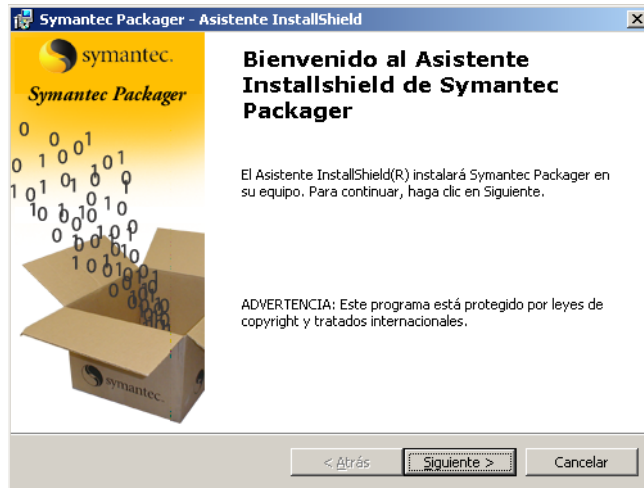 Symantec Packager - Asistente InstallShield
symantec.
Symantec Packager
Bienvenido al Asistente
Installshield de Symantec
Packager
El Asistente InstallShield(R) instalará Symantec Packager en
su equipo. Para continuar, haga clic en Siguiente.
ADVERTENCIA: Este programa está protegido por leyes de
copyright y tratados internacionales.
symantec.
< Atrás
Siguiente >
Cancelar